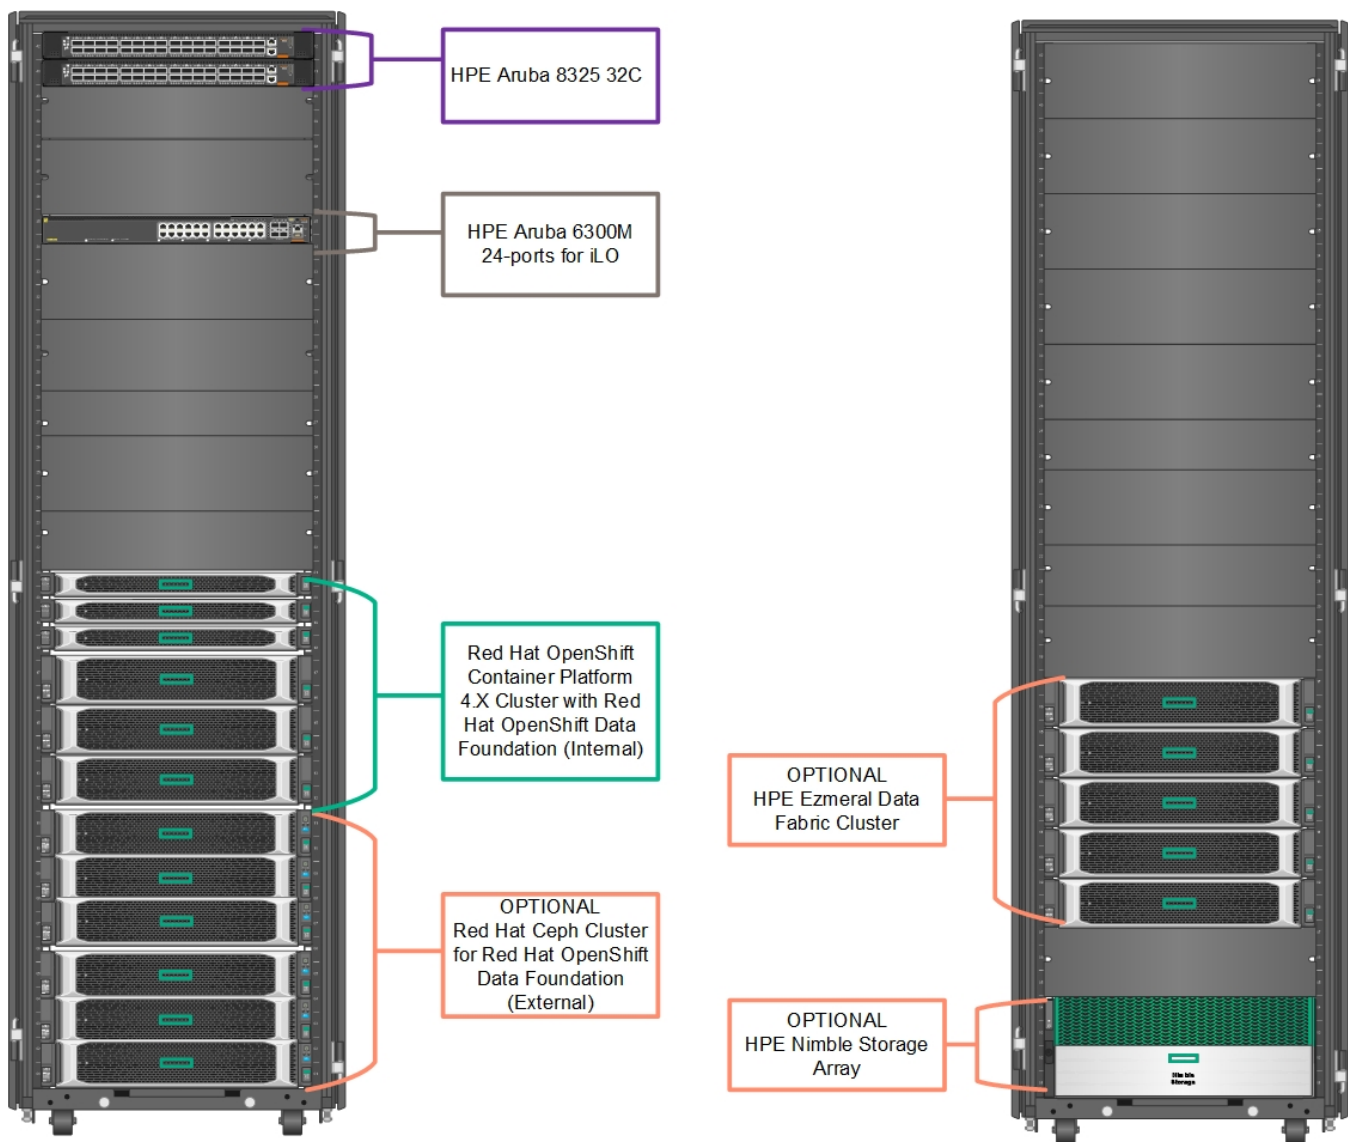 HPE Aruba 8325 32C
HPE Aruba 6300M
24-ports for iLO
Red Hat OpenShift
Container Platform
4.X Cluster with Red
Hat OpenShift Data
Foundation (Internal)
OPTIONAL
Red Hat Ceph Cluster
for Red Hat OpenShift
Data Foundation
(External)
OPTIONAL
HPE Ezmeral Data
Fabric Cluster
OPTIONAL
HPE Nimble Storage
Array
Nimble
Storage